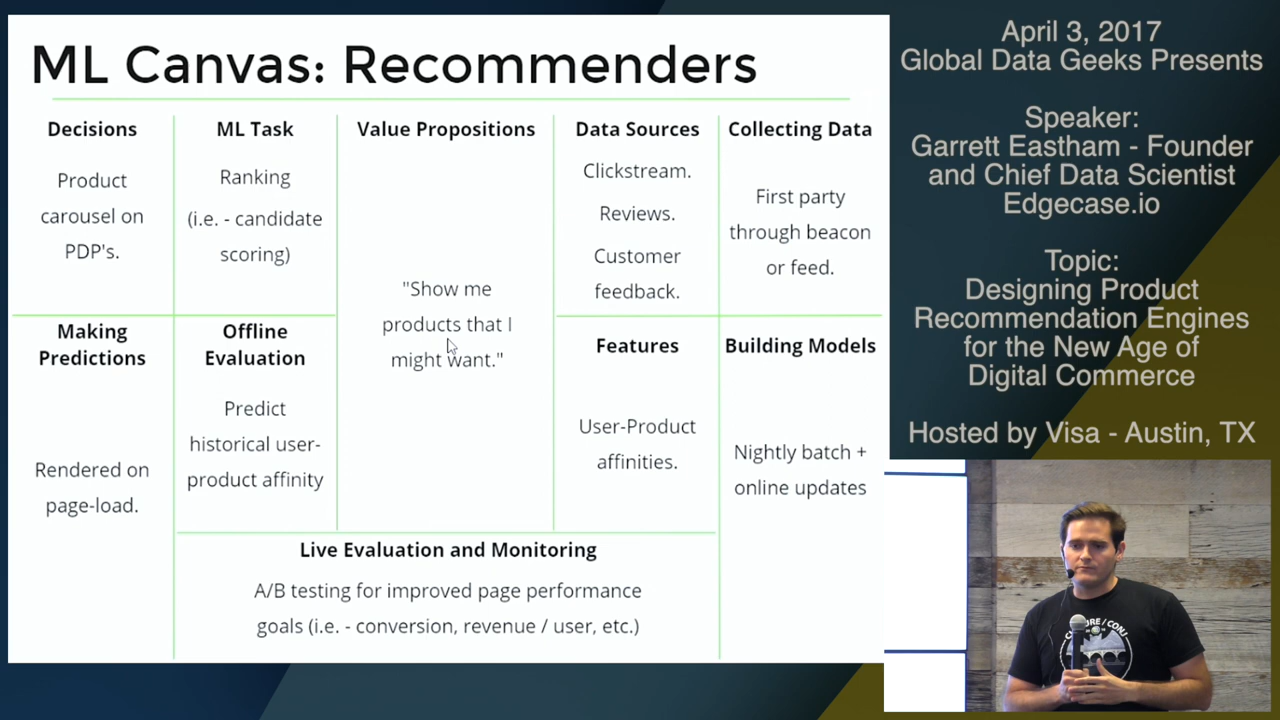 ML Canvas: Recommenders
Decisions
Product
carousel on
PDP's.
ML Task
Ranking
(i.e. - candidate
scoring)
Value Propositions
"Show me
products that I
might want."
Data Sources
Clickstream.
Reviews.
Customer
feedback.
Collecting Data
First party
through beacon
or feed.
Making
Predictions
Rendered on
page-load.
Offline
Evaluation
Predict
historical user-
product affinity
Features
User-Product
affinities.
Building Models
Nightly batch +
online updates
Live Evaluation and Monitoring
A/B testing for improved page performance
goals (i.e. - conversion, revenue / user, etc.)
April 3, 2017
Global Data Geeks Presents
Speaker:
Garrett Eastham - Founder
and Chief Data Scientist
Edgecase.io
Topic:
Designing Product
Recommendation Engines
for the New Age of
Digital Commerce
Hosted by Visa - Austin, TX